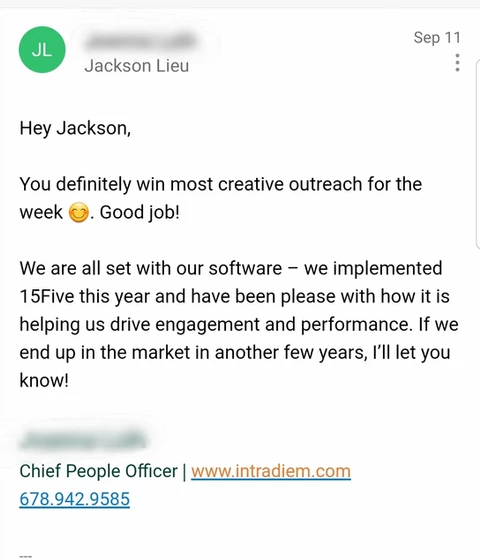 JL
Sep 11
Jackson Lieu
Hey Jackson,
You definitely win most creative outreach for the
week 😊. Good job!
We are all set with our software – we implemented
15Five this year and have been please with how it is
helping us drive engagement and performance. If we
end up in the market in another few years, I'll let you
know!
Chief People Officer | www.intradiem.com
678.942.9585
---